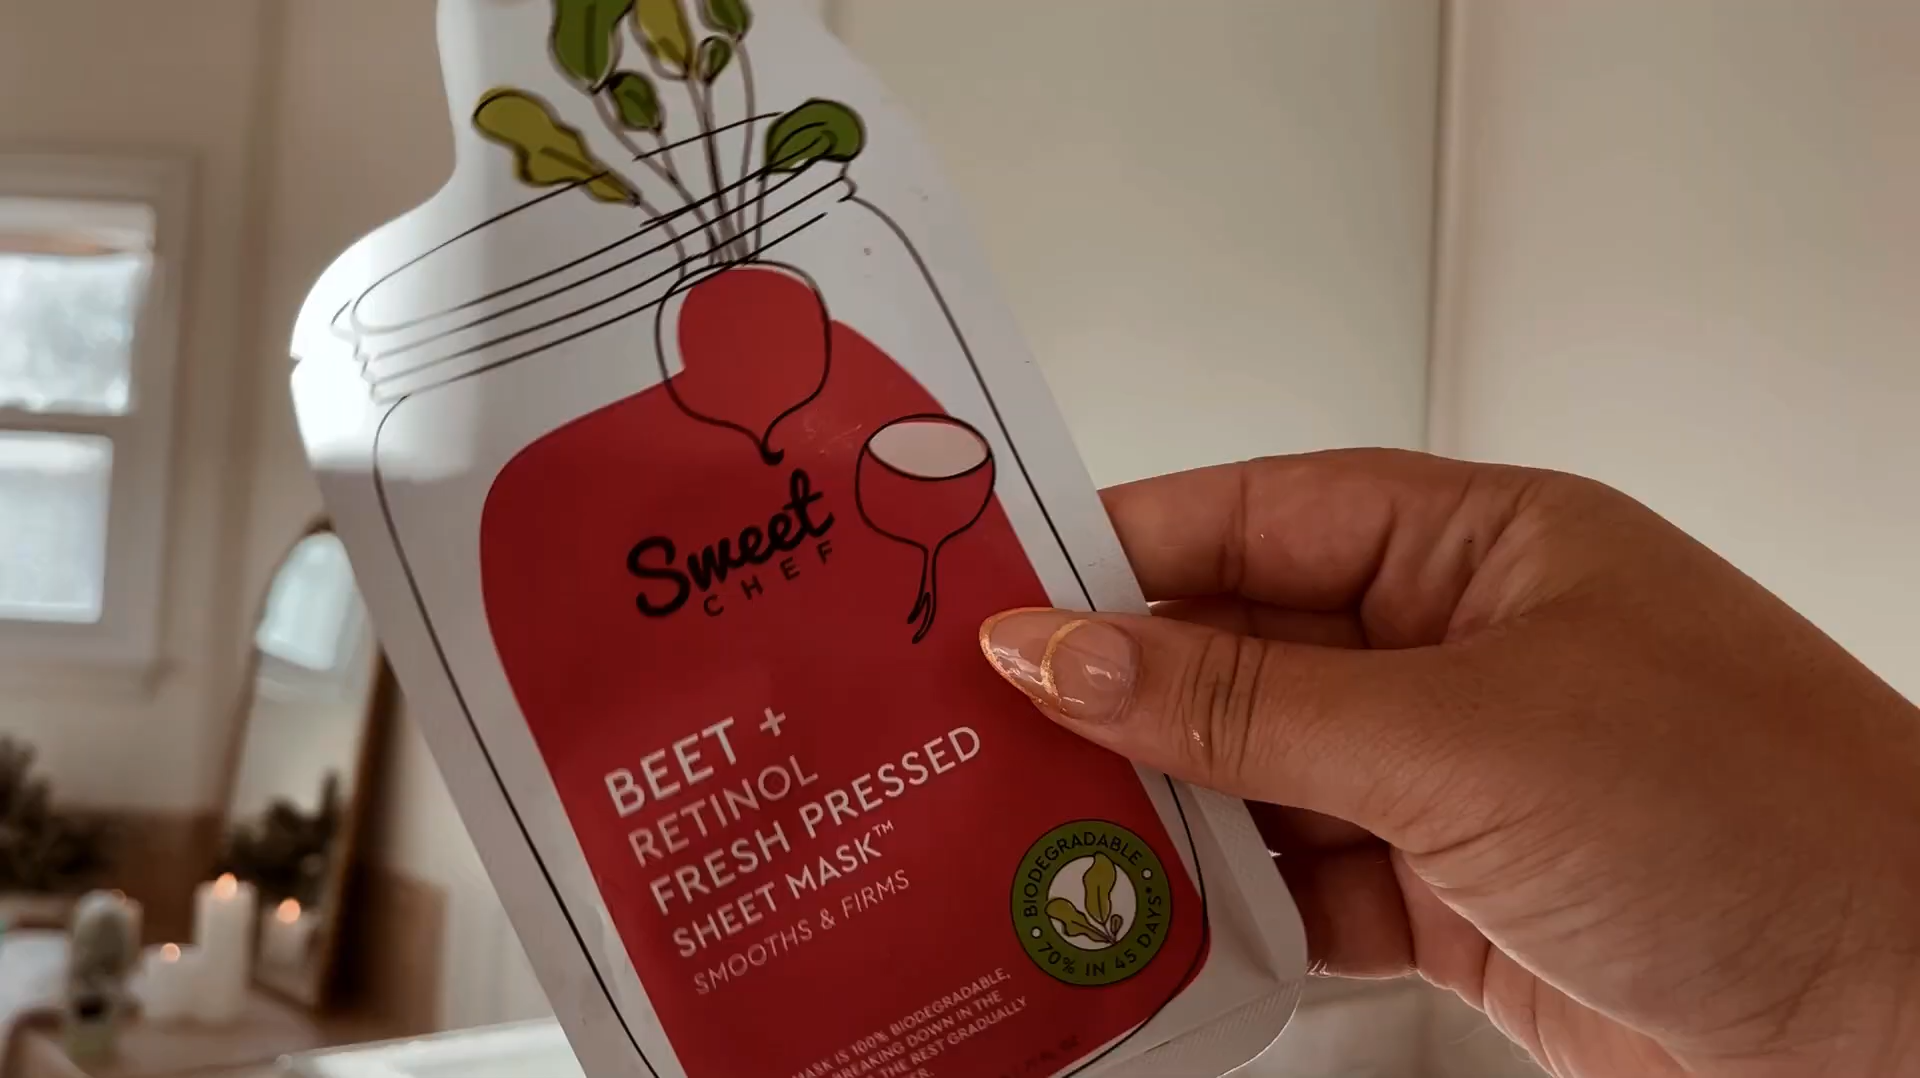 Sweet
CHEF
BEET +
RETINOL
FRESH PRESSED
SHEET MASK™
SMOOTHS & FIRMS
BIODEGRADABLE
70% IN 45 DAYS*
MASK IS 100% BIODEGRADABLE,
BREAKING DOWN IN THE
THE REST GRADUALLY